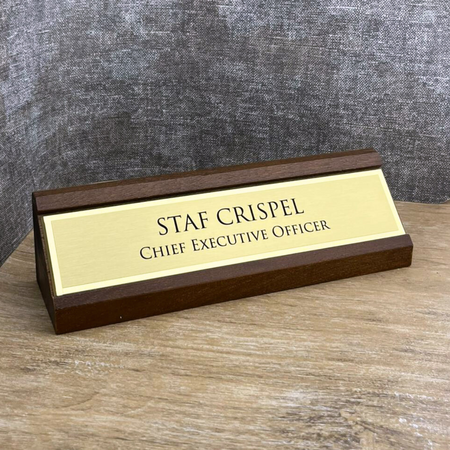 STAF CRISPEL
CHIEF EXECUTIVE OFFICER